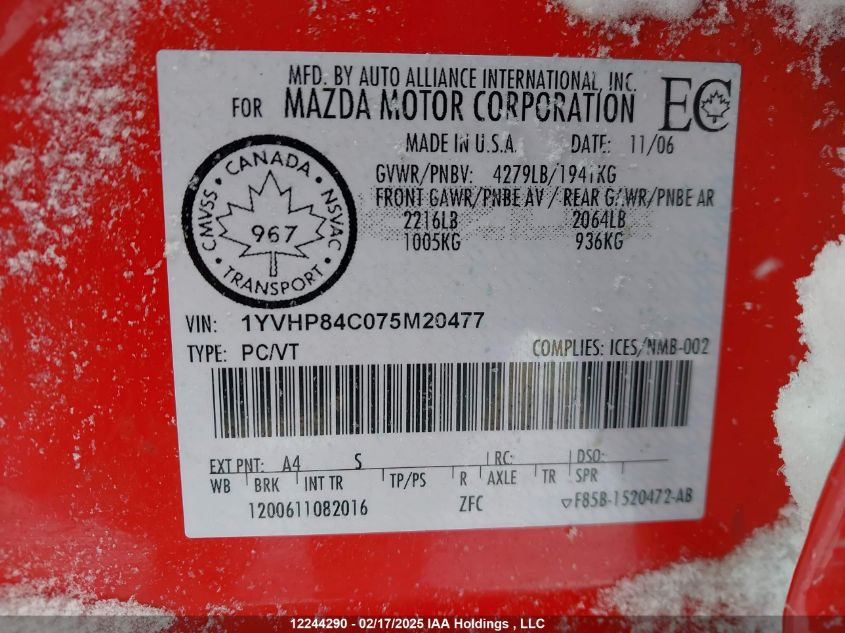 MFD. BY AUTO ALLIANCE INTERNATIONAL, INC.
FOR MAZDA MOTOR CORPORATION EC
MADE IN U.S.A. DATE: 11/06
GVWR/PNBV: 4279LB/1941KG
FRONT GAWR/PNBE AV / REAR GAWR/PNBE AR
2216LB 2064LB
1005KG 936KG
CANADA
CMVSS NSVAC
967
TRANSPORT
VIN: 1YVHP84C075M20477
TYPE: PC/VT COMPLIES: ICES/NMB-002
EXT PNT: A4 S RC: DSO:
WB BRK INT TR TP/PS R AXLE TR SPR
1200611082016 ZFC ▽F85B-1520472-AB
12244290 - 02/17/2025 IAA Holdings , LLC